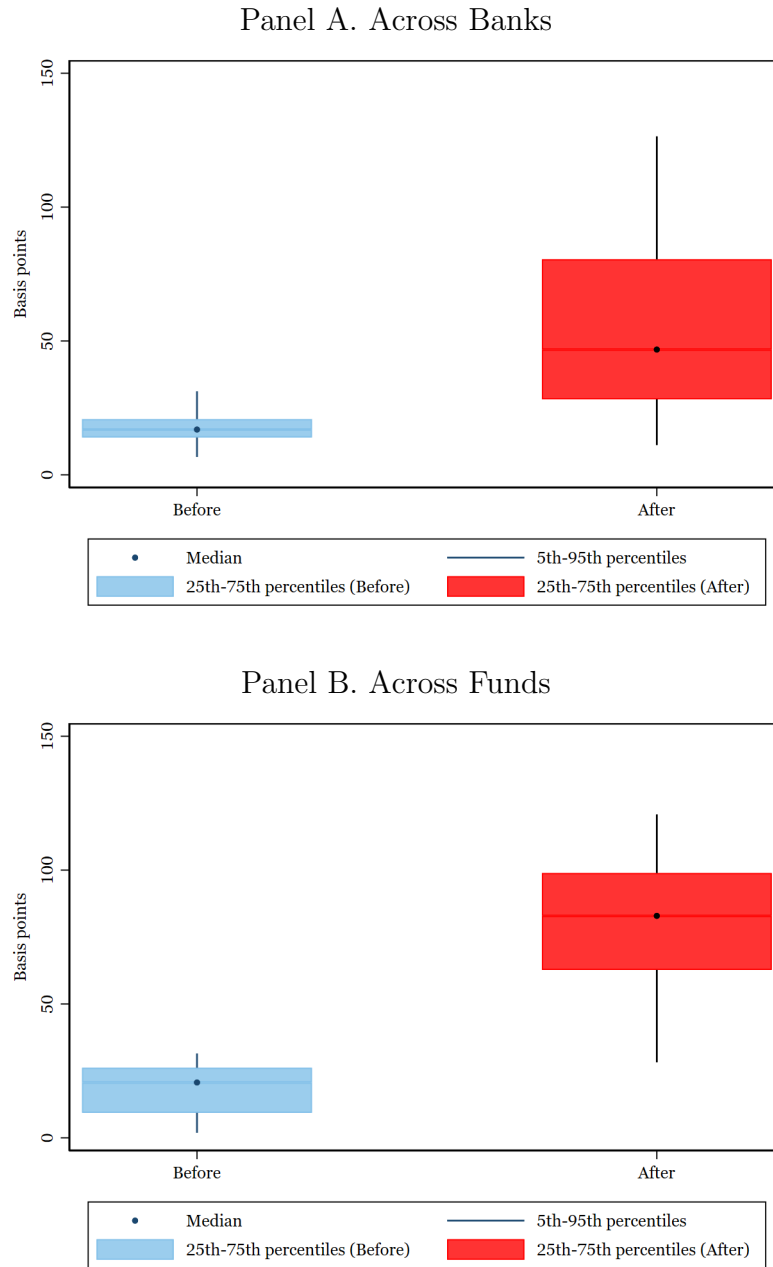 Panel A. Across Banks
150
100
50
0
Basis points
Before After
Median 5th-95th percentiles
25th-75th percentiles (Before) 25th-75th percentiles (After)
Panel B. Across Funds
150
100
50
0
Basis points
Before After
Median 5th-95th percentiles
25th-75th percentiles (Before) 25th-75th percentiles (After)